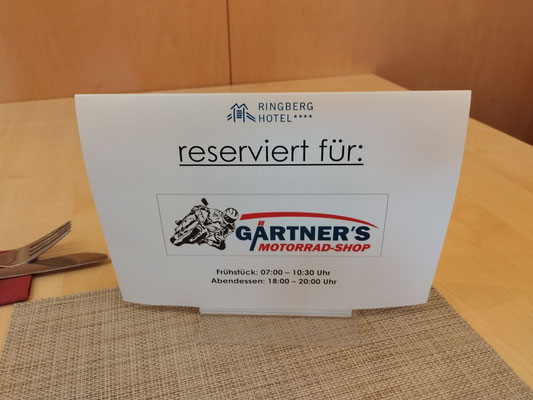 RINGBERG
HOTEL****
reserviert für:
GÄRTNER'S
MOTORRAD-SHOP
Frühstück: 07:00 – 10:30 Uhr
Abendessen: 18:00 – 20:00 Uhr